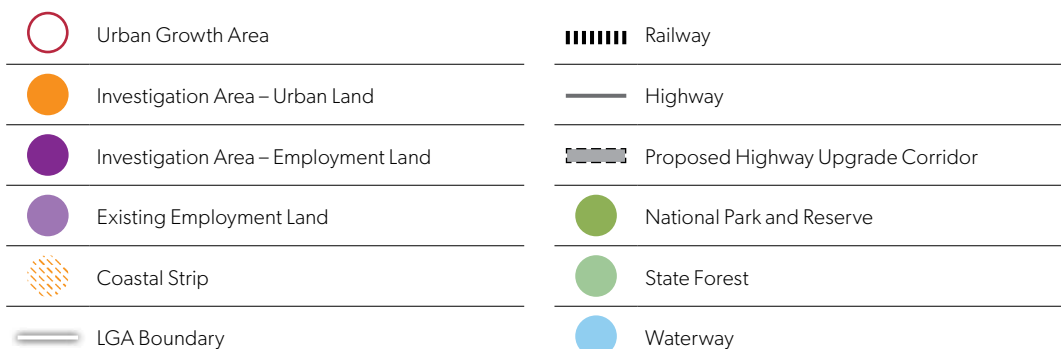 Urban Growth Area
Investigation Area – Urban Land
Investigation Area – Employment Land
Existing Employment Land
Coastal Strip
LGA Boundary
Railway
Highway
Proposed Highway Upgrade Corridor
National Park and Reserve
State Forest
Waterway